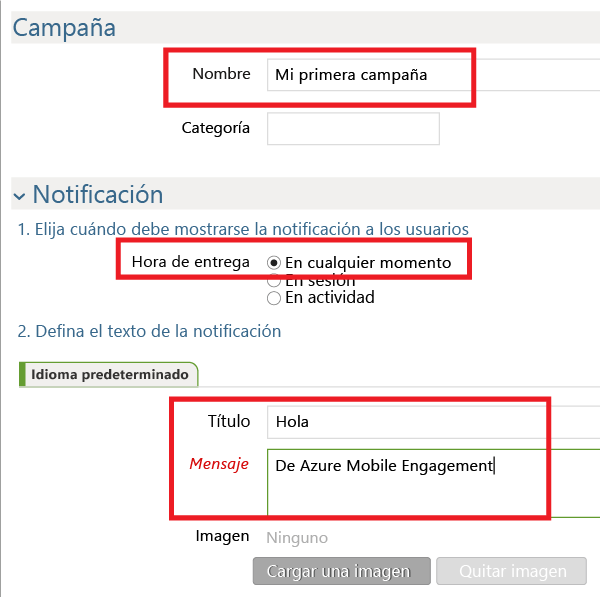 Campaña
Nombre Mi primera campaña
Categoría
Notificación
1. Elija cuándo debe mostrarse la notificación a los usuarios
Hora de entrega En cualquier momento
En sesión
En actividad
2. Defina el texto de la notificación
Idioma predeterminado
Título Hola
Mensaje De Azure Mobile Engagement
Imagen Ninguno
Cargar una imagen Quitar imagen